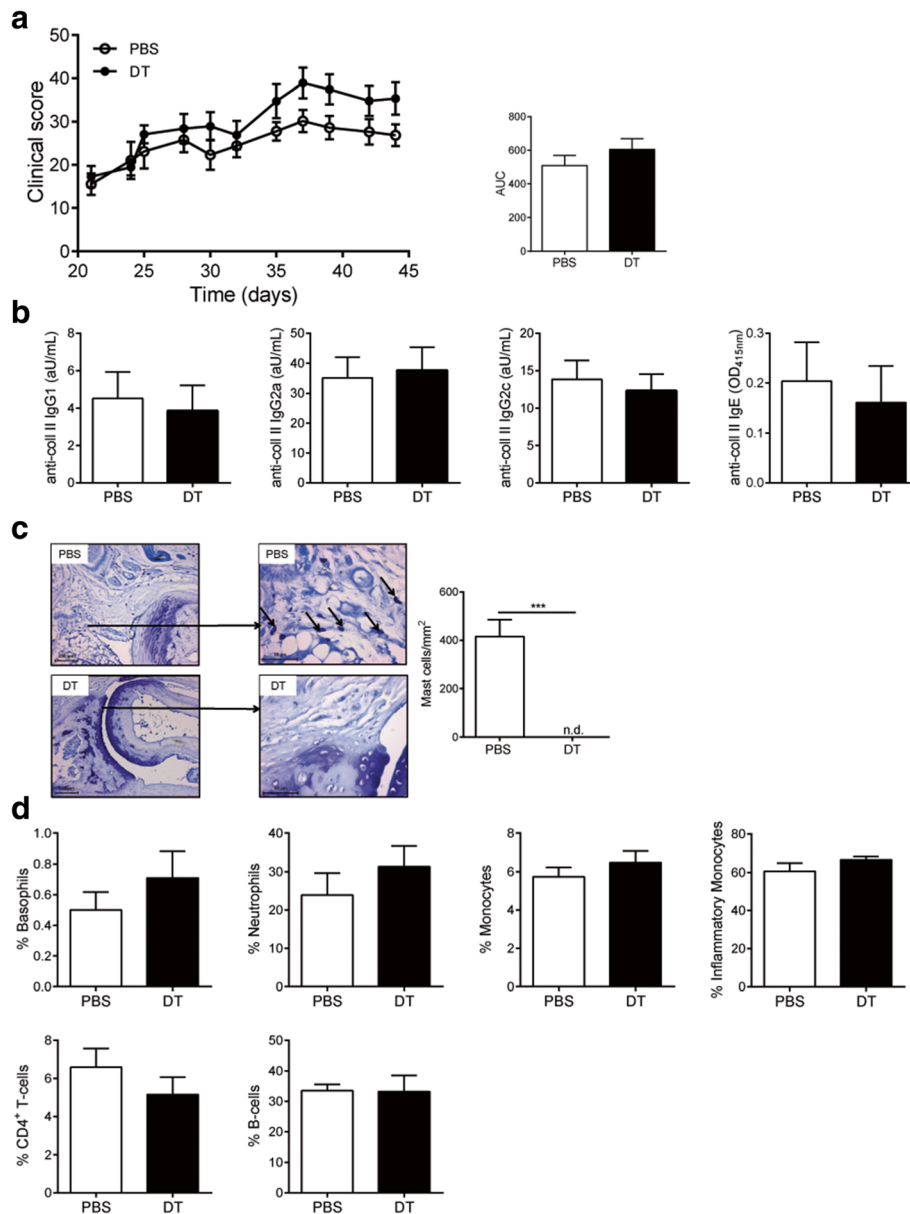 a
PBS
DT
Clinical score
50
40
30
20
10
0
20 25 30 35 40 45
Time (days)
AUC
800
600
400
200
0
PBS DT
b
anti-coll II IgG1 (aU/mL)
8
6
4
2
0
PBS DT
anti-coll II IgG2a (aU/mL)
50
40
30
20
10
0
PBS DT
anti-coll II IgG2c (aU/mL)
20
15
10
5
0
PBS DT
anti-coll II IgE (OD415nm)
0.3
0.2
0.1
0.0
PBS DT
c
PBS
PBS
DT
DT
Mast cells/mm2
600
400
200
0
***
n.d.
PBS DT
d
% Basophils
1.0
0.8
0.6
0.4
0.2
0.0
PBS DT
% Neutrophils
40
30
20
10
0
PBS DT
% Monocytes
8
6
4
2
0
PBS DT
% Inflammatory Monocytes
80
60
40
20
0
PBS DT
% CD4+ T-cells
8
6
4
2
0
PBS DT
% B-cells
50
40
30
20
10
0
PBS DT